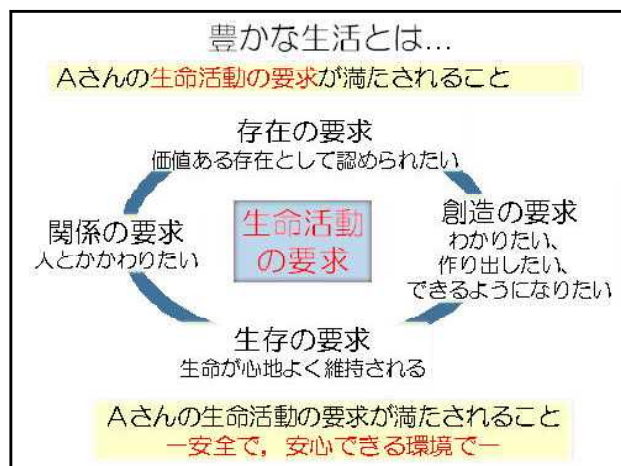 豊かな生活とは…
Aさんの生命活動の要求が満たされること
存在の要求
価値ある存在として認められたい
関係の要求
人とかかわりたい
生命活動
の要求
創造の要求
わかりたい、
作り出したい、
できるようになりたい
生存の要求
生命が心地よく維持される
Aさんの生命活動の要求が満たされること
ー安全で，安心できる環境でー